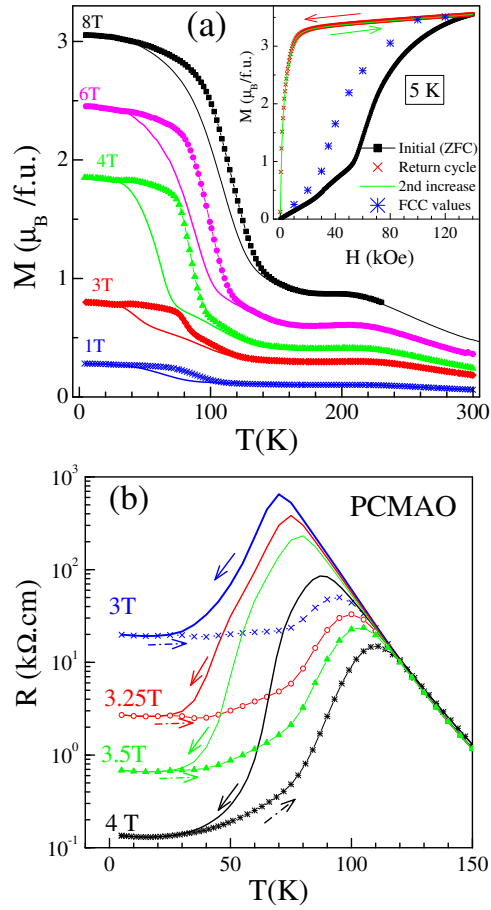 (a)
8T
6T
4T
3T
1T
M (μB /f.u.)
3
2
1
0
0
100
200
300
T(K)
M (μB /f.u.)
3
2
1
0
0
40
80
120
H (kOe)
5 K
Initial (ZFC)
Return cycle
2nd increase
FCC values
(b)
PCMAO
R (kΩ.cm)
10³
10²
10¹
10⁰
10⁻¹
3T
3.25T
3.5T
4 T
0
50
100
150
T(K)